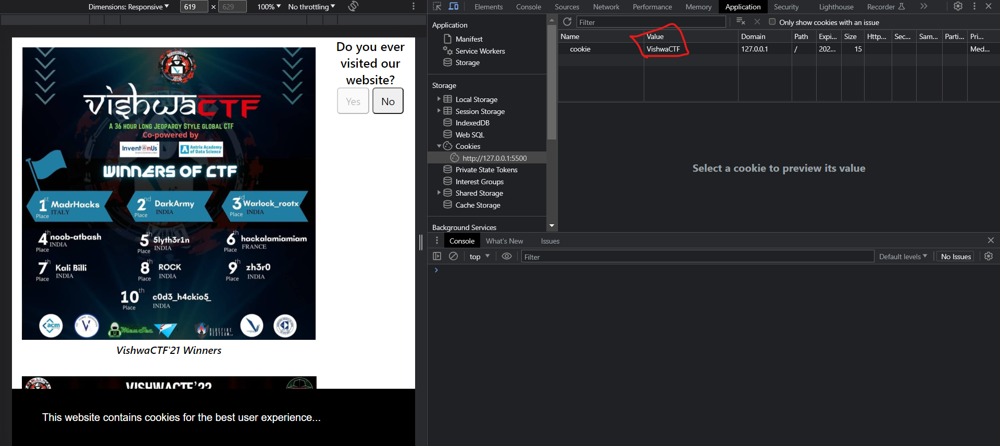 Dimensions: Responsive ▼ 619 × 629 100% ▼ No throttling ▼
Do you ever
visited our
website?
Yes No
विshwaCTF
A 36 HOUR LONG JEOPARDY STYLE GLOBAL CTF
Co-powered by
InventOnUs
Antrix Academy
of Data Science
WINNERS OF CTF
1st Place MadrHacks ITALY
2nd Place DarkArmy INDIA
3rd Place Warlock_rootx INDIA
4th Place noob-atbash INDIA
5th Place 5lyth3r1n INDIA
6th Place hackalamiamiam FRANCE
7th Place Kali Billi INDIA
8th Place ROCK INDIA
9th Place zh3r0 INDIA
10th Place c0d3_h4ckio5_ INDIA
acm
BLUEFIRE
REDTEAM
VishwaCTF'21 Winners
VISHWACTF'22
This website contains cookies for the best user experience...
Elements Console Sources Network Performance Memory Application Security Lighthouse Recorder
Application
Manifest
Service Workers
Storage
Storage
Local Storage
Session Storage
IndexedDB
Web SQL
Cookies
http://127.0.0.1:5500
Private State Tokens
Interest Groups
Shared Storage
Cache Storage
Background Services
Filter Only show cookies with an issue
Name Value Domain Path Expi... Size Http... Sec... Sam... Parti... Pri...
cookie VishwaCTF 127.0.0.1 / 202... 15 Med...
Select a cookie to preview its value
Console What's New Issues
top ▼ Filter Default levels ▼ No Issues